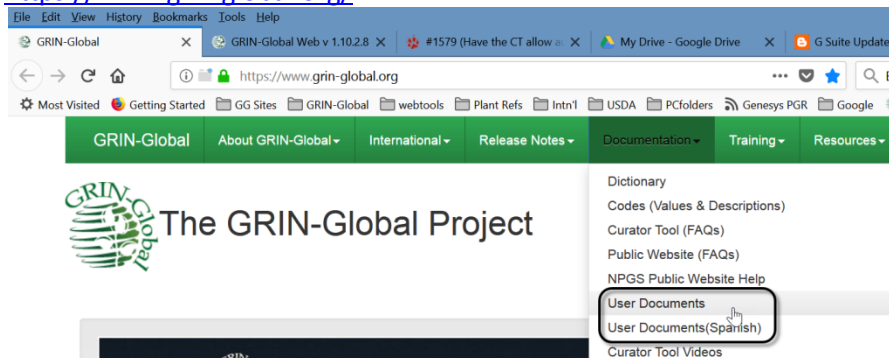 File Edit View History Bookmarks Tools Help
GRIN-Global GRIN-Global Web v 1.10.2.8 #1579 (Have the CT allow a My Drive - Google Drive G Suite Update
https://www.grin-global.org
Most Visited Getting Started GG Sites GRIN-Global webtools Plant Refs Intn'l USDA PCfolders Genesys PGR Google
GRIN-Global About GRIN-Global International Release Notes Documentation Training Resources
Dictionary
Codes (Values & Descriptions)
GRIN-Global
The GRIN-Global Project
Curator Tool (FAQs)
Public Website (FAQs)
NPGS Public Website Help
User Documents
User Documents(Spanish)
Curator Tool Videos
GRIN